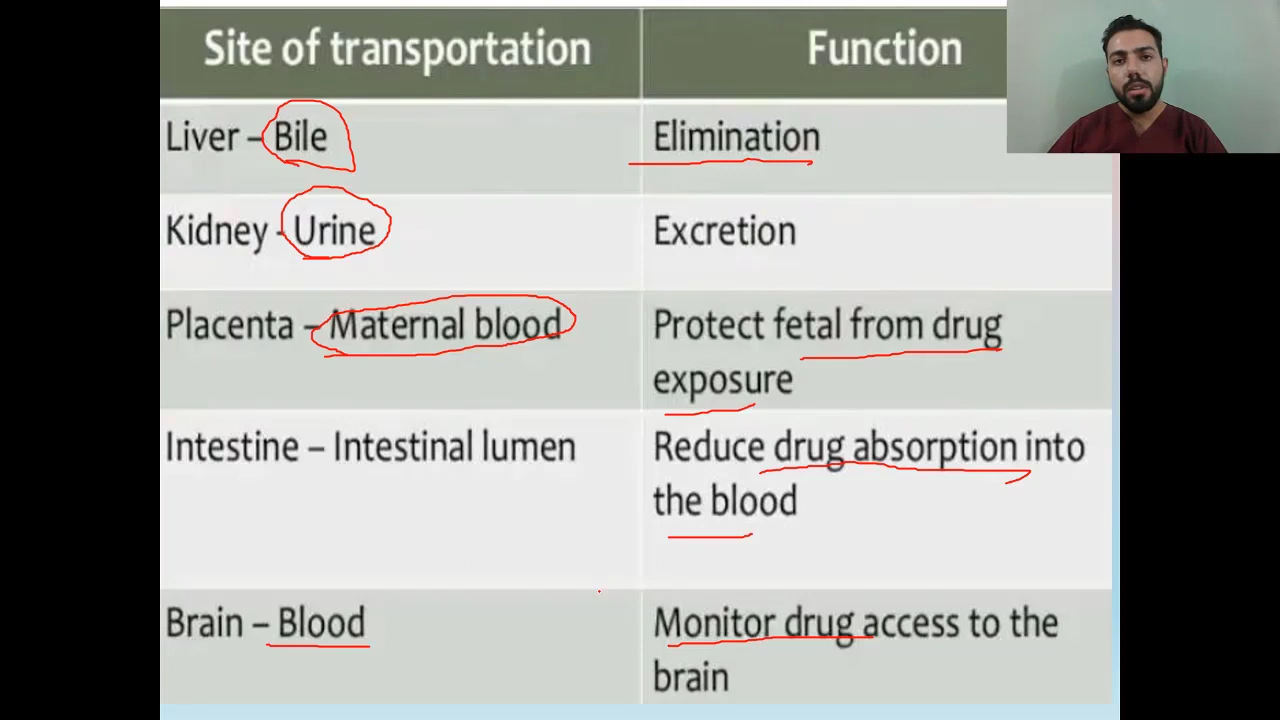 Site of transportation Function
Liver – Bile Elimination
Kidney - Urine Excretion
Placenta – Maternal blood Protect fetal from drug
exposure
Intestine – Intestinal lumen Reduce drug absorption into
the blood
Brain – Blood Monitor drug access to the
brain